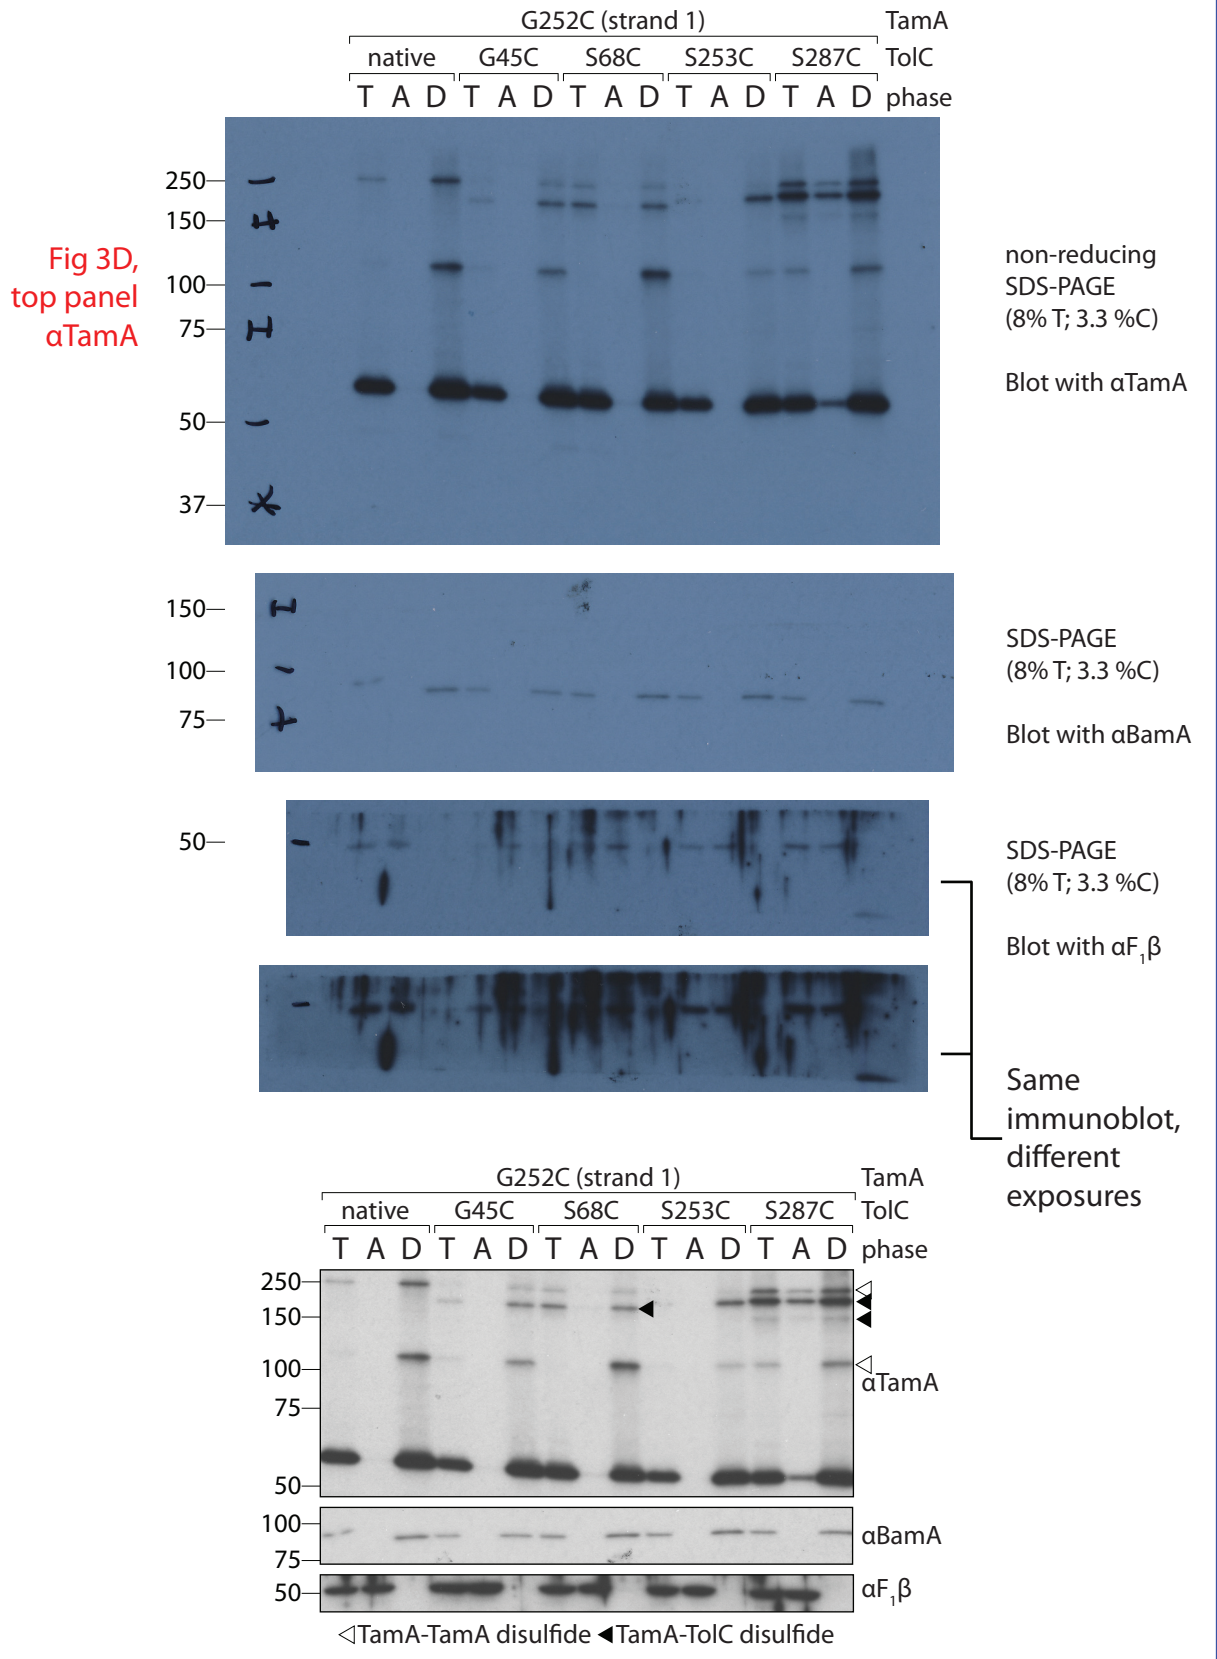 G252C (strand 1) TamA
native G45C S68C S253C S287C TolC
T A D T A D T A D T A D T A D phase
250
150
100
75
50
37
Fig 3D,
top panel
αTamA
non-reducing
SDS-PAGE
(8% T; 3.3 %C)
Blot with αTamA
150
100
75
SDS-PAGE
(8% T; 3.3 %C)
Blot with αBamA
50
SDS-PAGE
(8% T; 3.3 %C)
Blot with αF₁β
Same
immunoblot,
different
exposures
G252C (strand 1) TamA
native G45C S68C S253C S287C TolC
T A D T A D T A D T A D T A D phase
250
150
100
75
50
αTamA
100
75
αBamA
50
αF₁β
◁TamA-TamA disulfide ◀TamA-TolC disulfide